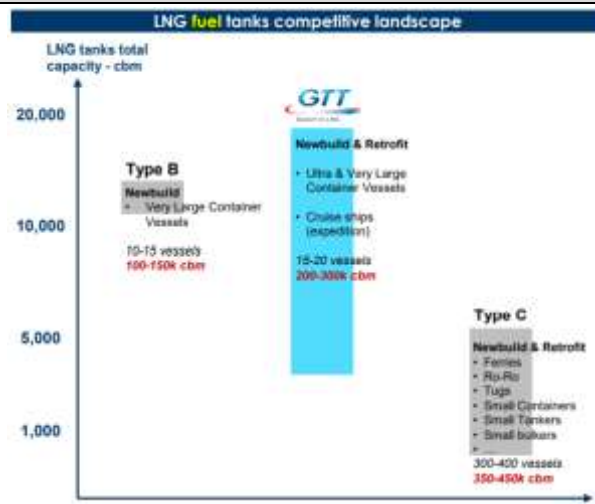 LNG fuel tanks competitive landscape
LNG tanks total
capacity - cbm
20,000
10,000
5,000
1,000
Type B
Newbuild
• Very Large Container
Vessels
10-15 vessels
100-150k cbm
GTT
Newbuild & Retrofit
• Ultra & Very Large
Container Vessels
• Cruise ships
(expedition)
15-20 vessels
200-300k cbm
Type C
Newbuild & Retrofit
• Ferries
• Ro-Ro
• Tugs
• Small Containers
• Small Tankers
• Small bulkers
• ...
300-400 vessels
350-450k cbm